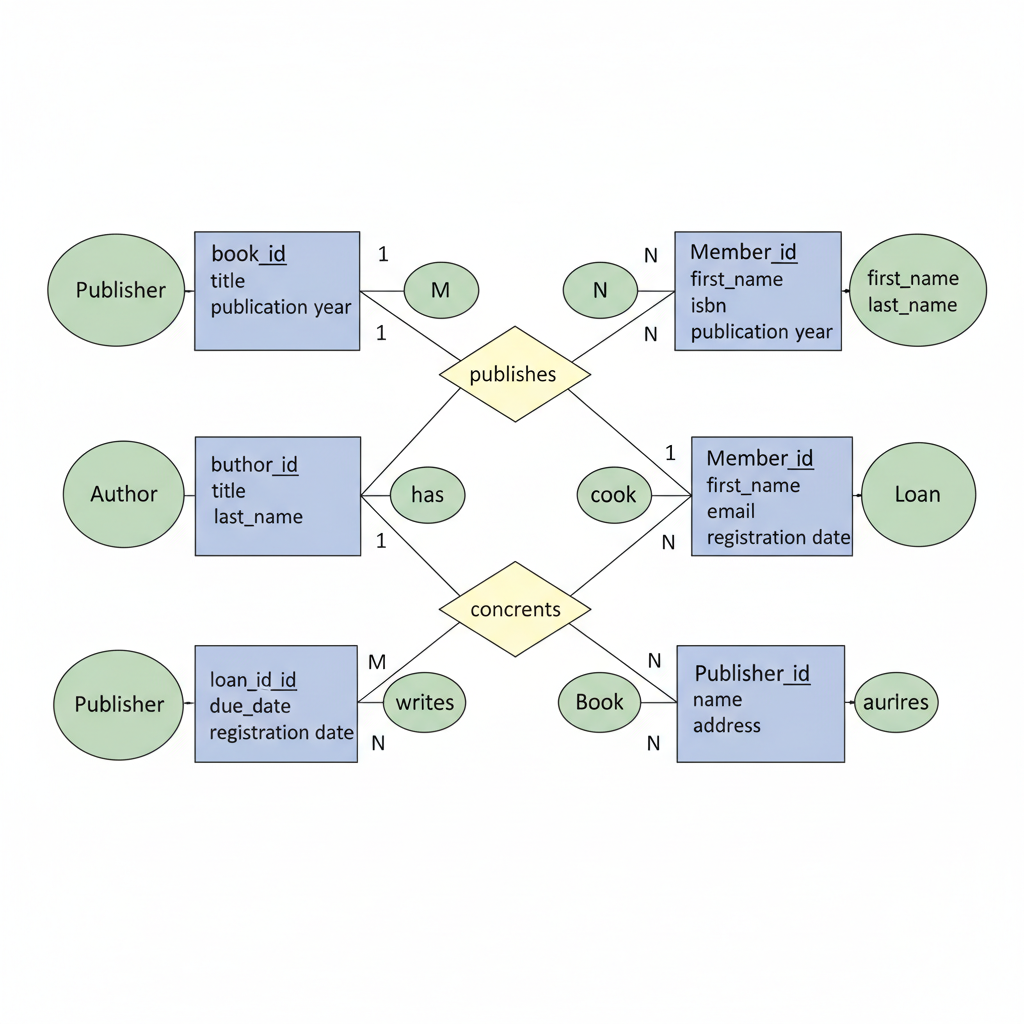 Publisher
book_id
title
publication year
1
1
M
N
N
N
Member_id
first_name
isbn
publication year
first_name
last_name
publishes
Author
buthor_id
title
last_name
has
1
cook
1
N
Member_id
first_name
email
registration date
Loan
concrents
Publisher
loan_id_id
due_date
registration date
M
writes
N
Book
N
N
Publisher_id
name
address
aurires